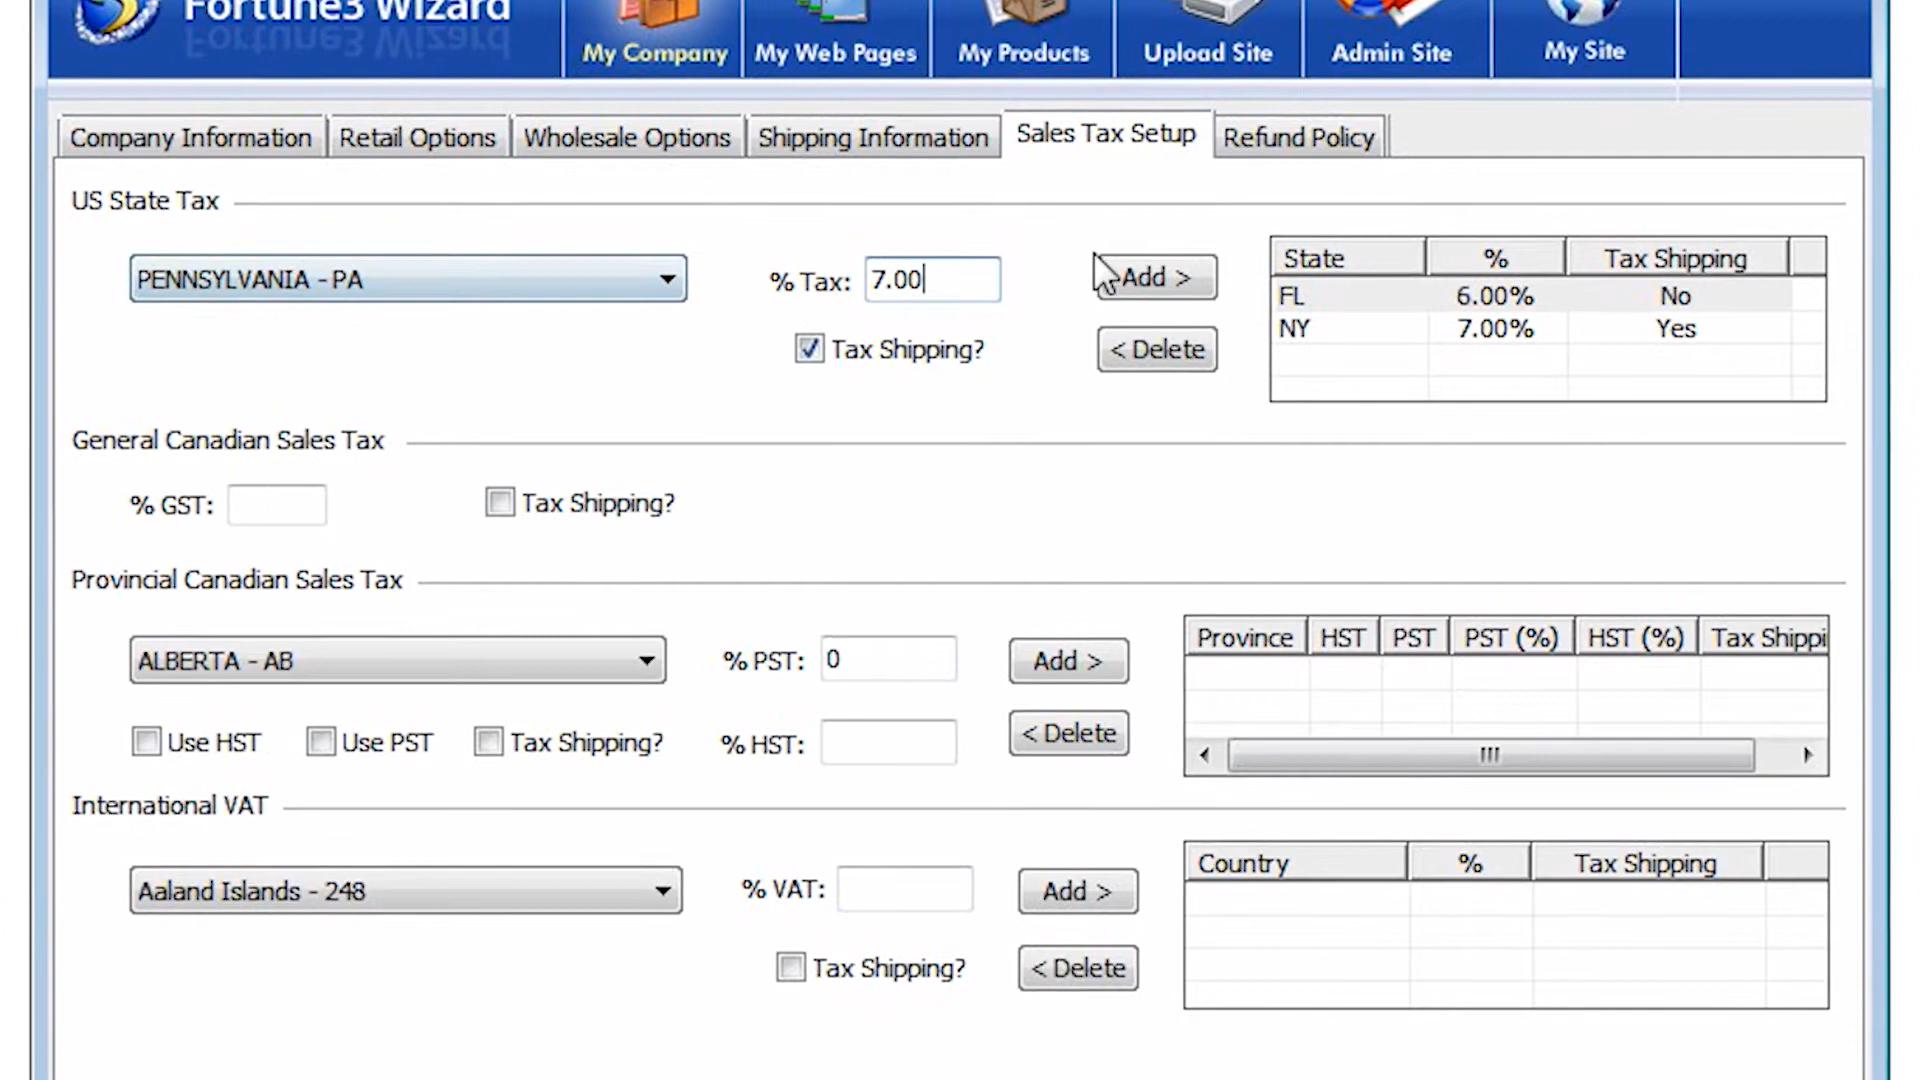 Fortune3 Wizard
My Company
My Web Pages
My Products
Upload Site
Admin Site
My Site
Company Information
Retail Options
Wholesale Options
Shipping Information
Sales Tax Setup
Refund Policy
US State Tax
PENNSYLVANIA - PA
% Tax: 7.00
Add >
Tax Shipping?
< Delete
State % Tax Shipping
FL 6.00% No
NY 7.00% Yes
General Canadian Sales Tax
% GST:
Tax Shipping?
Provincial Canadian Sales Tax
ALBERTA - AB
% PST: 0
Add >
Use HST
Use PST
Tax Shipping?
% HST:
< Delete
Province HST PST PST (%) HST (%) Tax Shippi
International VAT
Aaland Islands - 248
% VAT:
Add >
Tax Shipping?
< Delete
Country % Tax Shipping